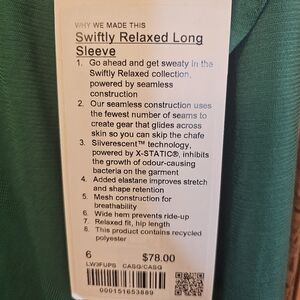 WHY WE MADE THIS
Swiftly Relaxed Long
Sleeve
1. Go ahead and get sweaty in the
Swiftly Relaxed collection,
powered by seamless
construction
2. Our seamless construction uses
the fewest number of seams to
create gear that glides across
skin so you can skip the chafe
3. Silverescent™ technology,
powered by X-STATIC®, inhibits
the growth of odour-causing
bacteria on the garment
4. Added elastane improves stretch
and shape retention
5. Mesh construction for
breathability
6. Wide hem prevents ride-up
7. Relaxed fit, hip length
8. This product contains recycled
polyester
6 $78.00
LW3FUPS CASG/CASG
000151653889